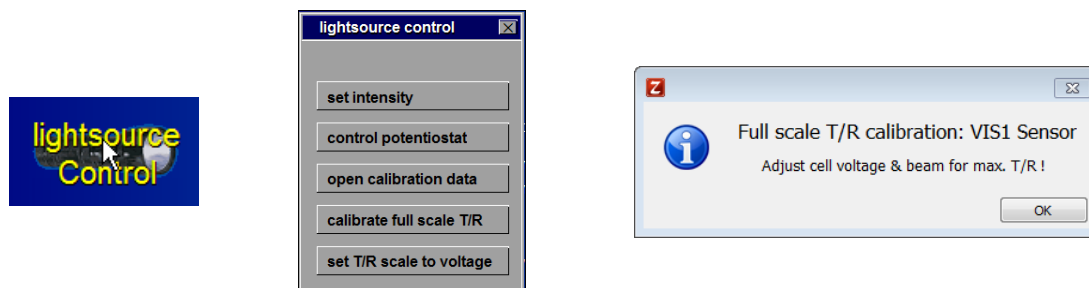 lightsource
Control
lightsource control
set intensity
control potentiostat
open calibration data
calibrate full scale T/R
set T/R scale to voltage
Z
Full scale T/R calibration: VIS1 Sensor
Adjust cell voltage & beam for max. T/R !
OK